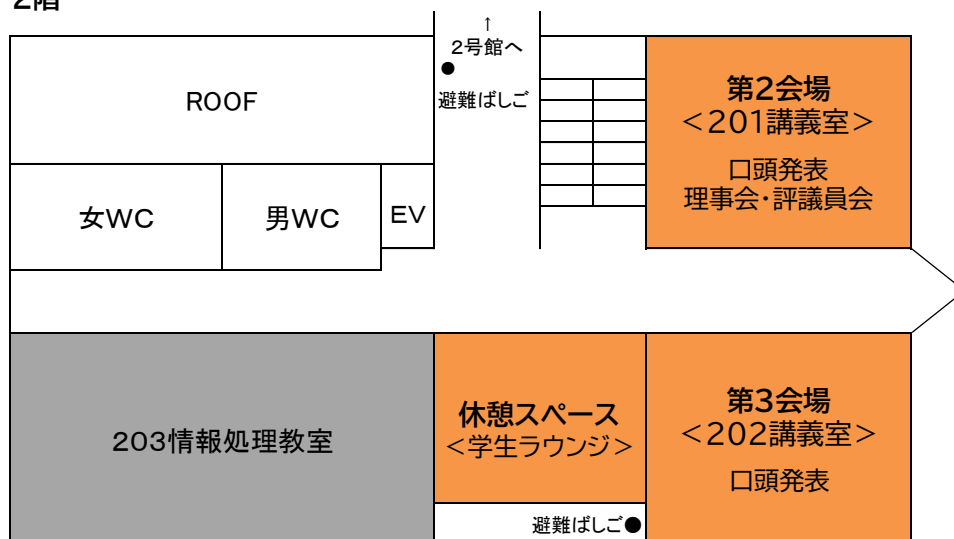 2階
↑
2号館へ
避難ばしご
ROOF
第2会場
＜201講義室＞
口頭発表
理事会・評議員会
女WC
男WC
EV
203情報処理教室
休憩スペース
＜学生ラウンジ＞
第3会場
＜202講義室＞
口頭発表
避難ばしご●